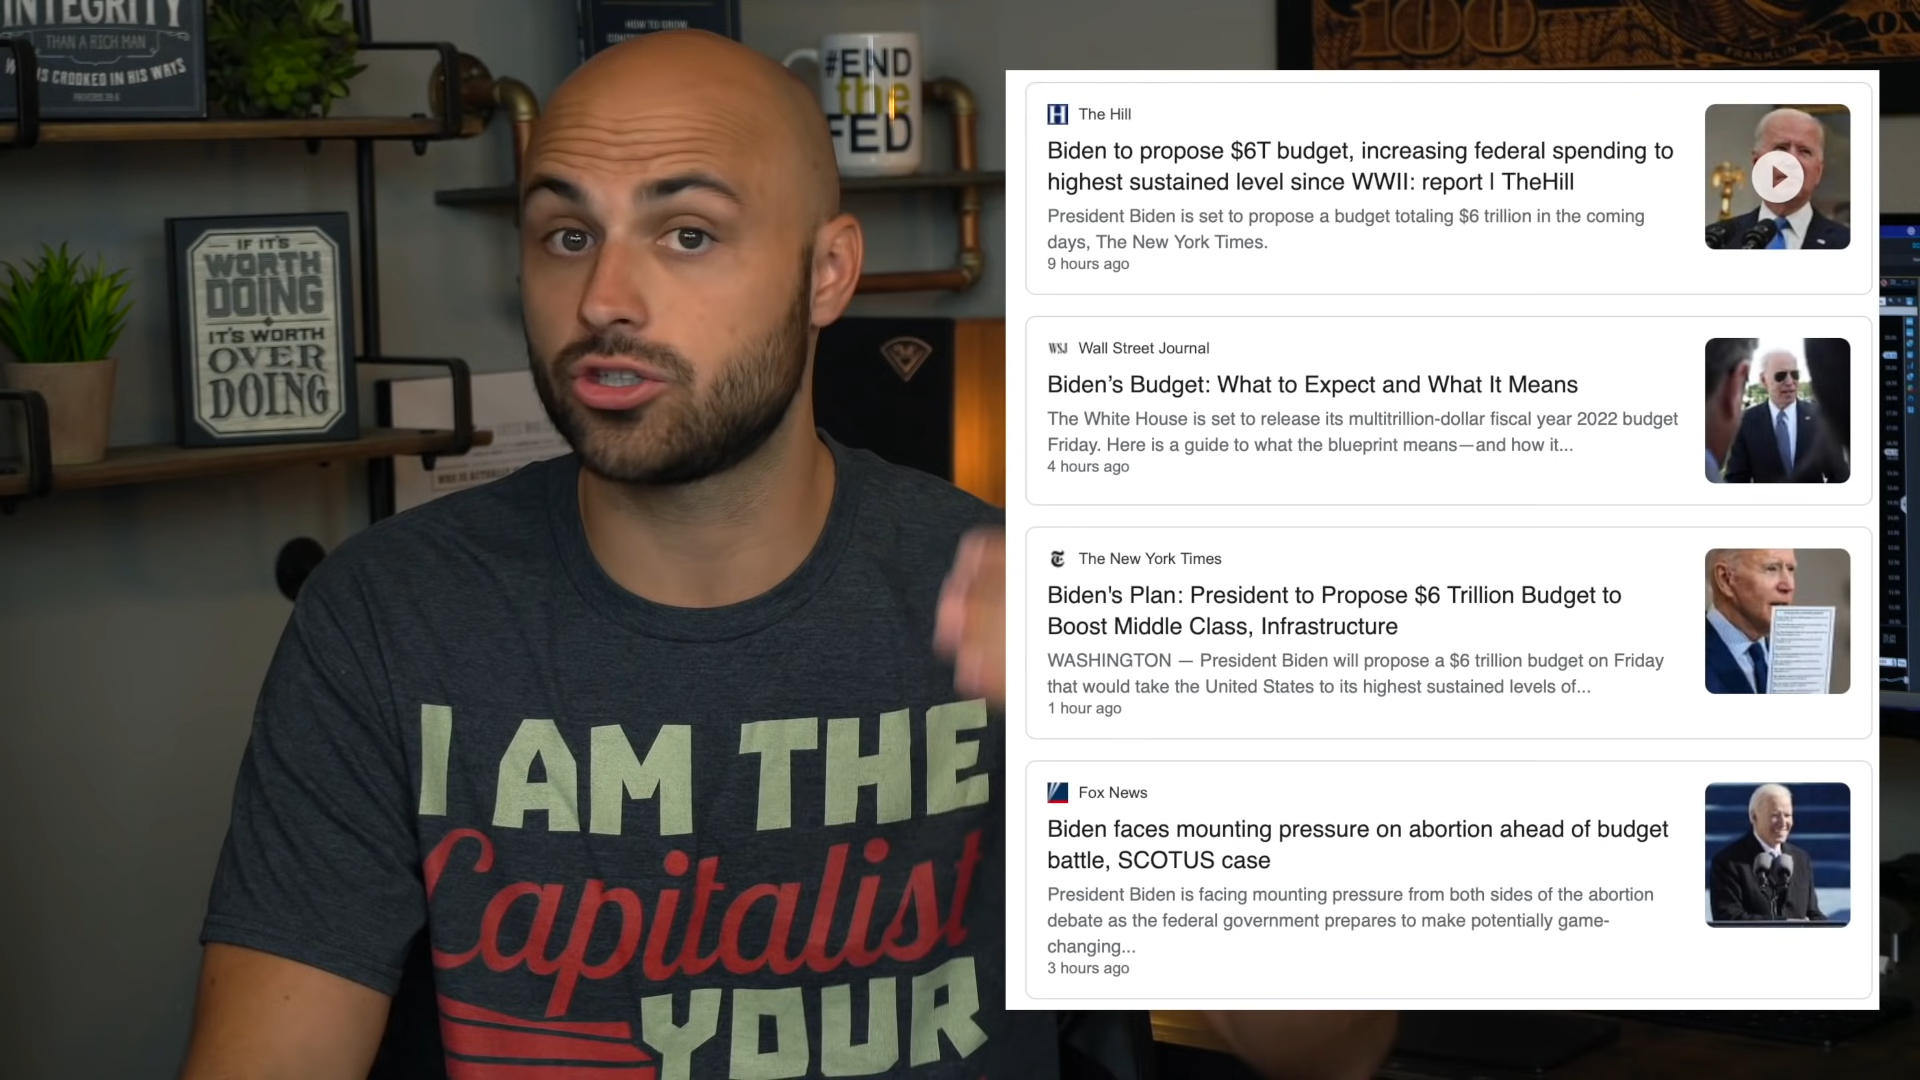 INTEGRITY
THAN A RICH MAN
IS CROOKED IN HIS WAYS
PROVERBS 28:6
HOW TO GROW
#END
the
FED
100
FRANKLIN
IF IT'S
WORTH
DOING
IT'S WORTH
OVER
DOING
I AM THE
Capitalist
YOUR
The Hill
Biden to propose $6T budget, increasing federal spending to
highest sustained level since WWII: report | TheHill
President Biden is set to propose a budget totaling $6 trillion in the coming
days, The New York Times.
9 hours ago
WSJ Wall Street Journal
Biden’s Budget: What to Expect and What It Means
The White House is set to release its multitrillion-dollar fiscal year 2022 budget
Friday. Here is a guide to what the blueprint means—and how it...
4 hours ago
The New York Times
Biden's Plan: President to Propose $6 Trillion Budget to
Boost Middle Class, Infrastructure
WASHINGTON — President Biden will propose a $6 trillion budget on Friday
that would take the United States to its highest sustained levels of...
1 hour ago
Fox News
Biden faces mounting pressure on abortion ahead of budget
battle, SCOTUS case
President Biden is facing mounting pressure from both sides of the abortion
debate as the federal government prepares to make potentially game-
changing...
3 hours ago